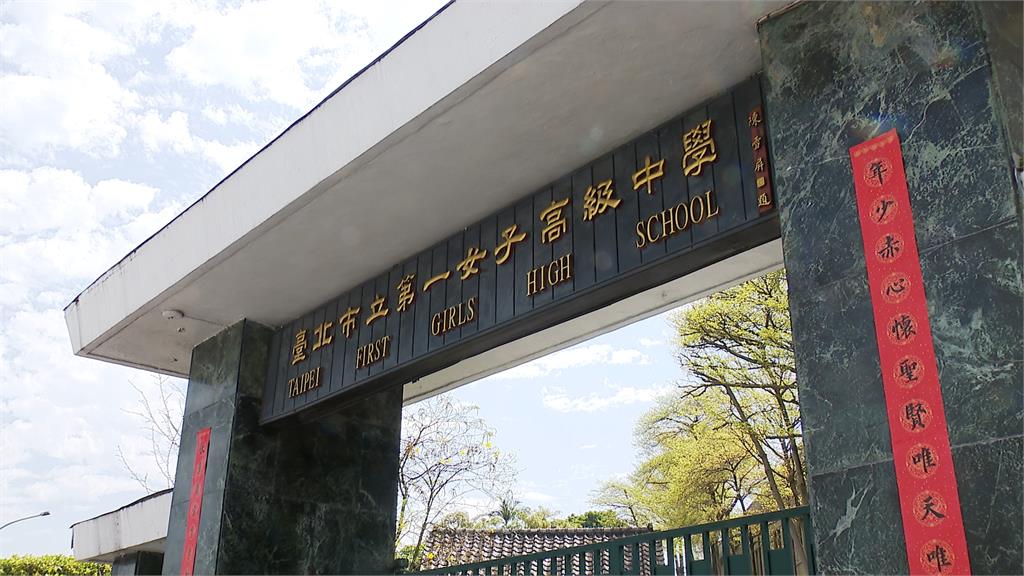 臺北市立第一女子高級中學
TAIPEI FIRST GIRLS HIGH SCHOOL
年少赤心懷聖賢唯天唯